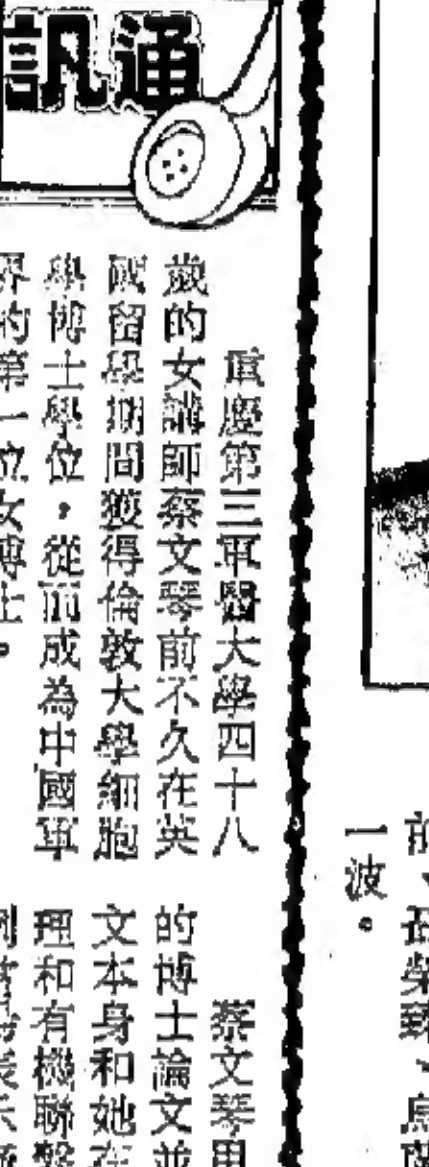 通訊
重慶第三軍醫大學四十八
歲的女講師蔡文琴前不久在英
國留學期間獲得倫敦大學細胞
學博士學位，從而成為中國軍
界的第一位女博士。
蔡文琴用
的博士論文並
文本身和她在
理和有機聯繫
前、
一波。